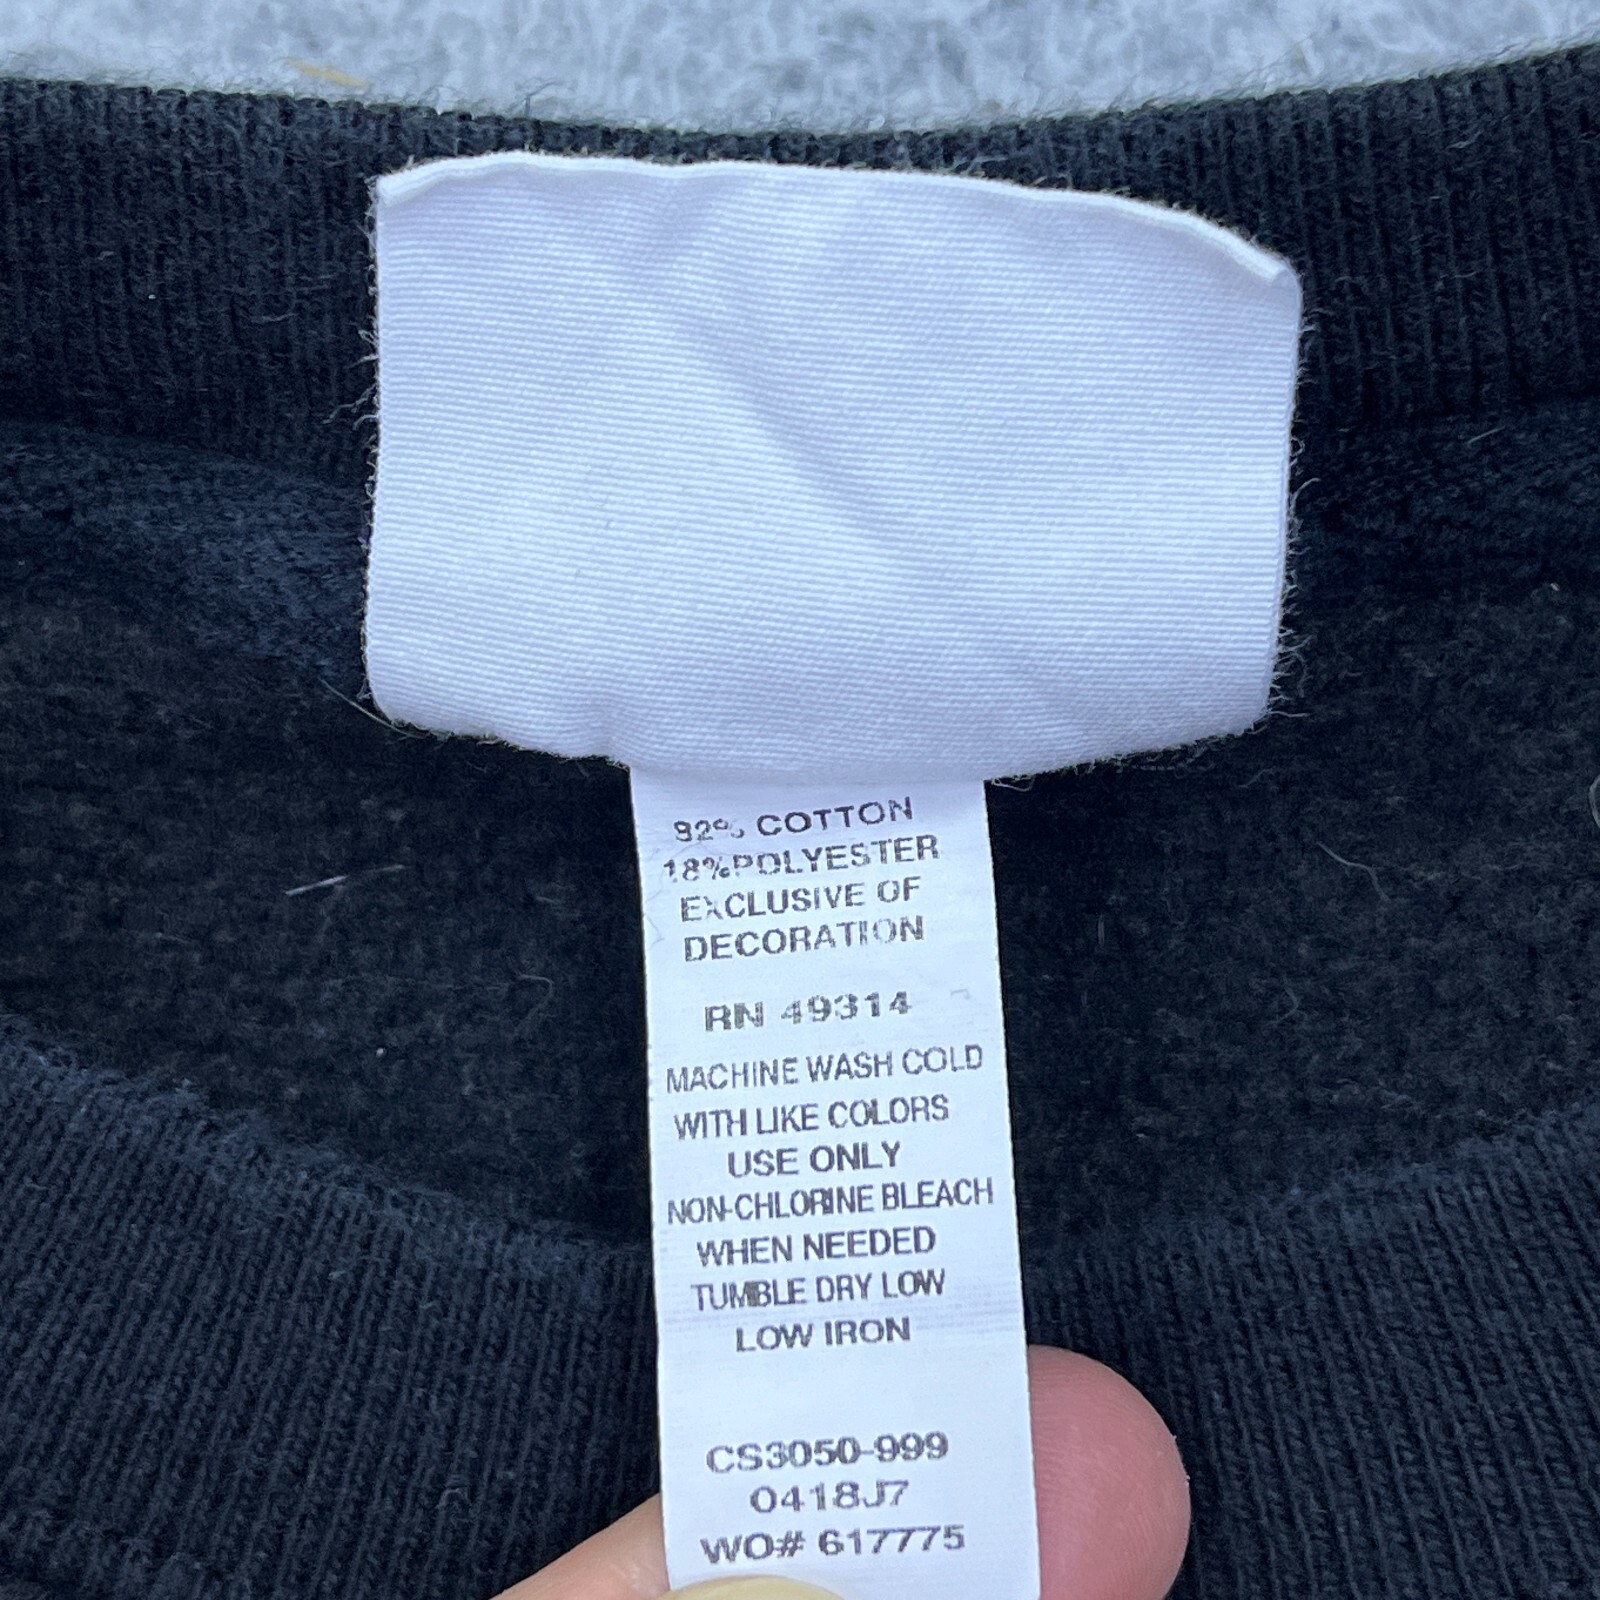 82% COTTON
18% POLYESTER
EXCLUSIVE OF
DECORATION
RN 49314
MACHINE WASH COLD
WITH LIKE COLORS
USE ONLY
NON-CHLORINE BLEACH
WHEN NEEDED
TUMBLE DRY LOW
LOW IRON
CS3050-999
0418J7
WO# 617775